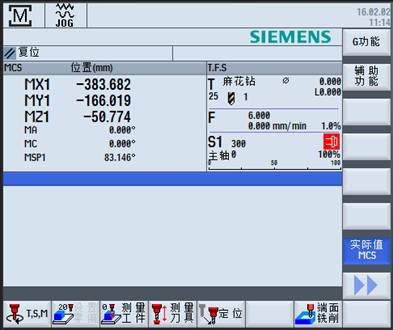 M
JOG
16.02.02
11:14
SIEMENS
G功能
复位
MCS 位置(mm)
T.F.S
MX1 -383.682
MY1 -166.019
MZ1 -50.774
MA 0.000°
MC 0.000°
MSP1 83.146°
T 麻花钻 ⌀ 0.000
L0.000
25 1
F 6.000
0.000 mm/min 1.0%
S1 300
主轴0 100%
0 50 100
辅助
功能
实际值
MCS
T,S,M
测量
工件
测量
刀具
定位
端面
铣削